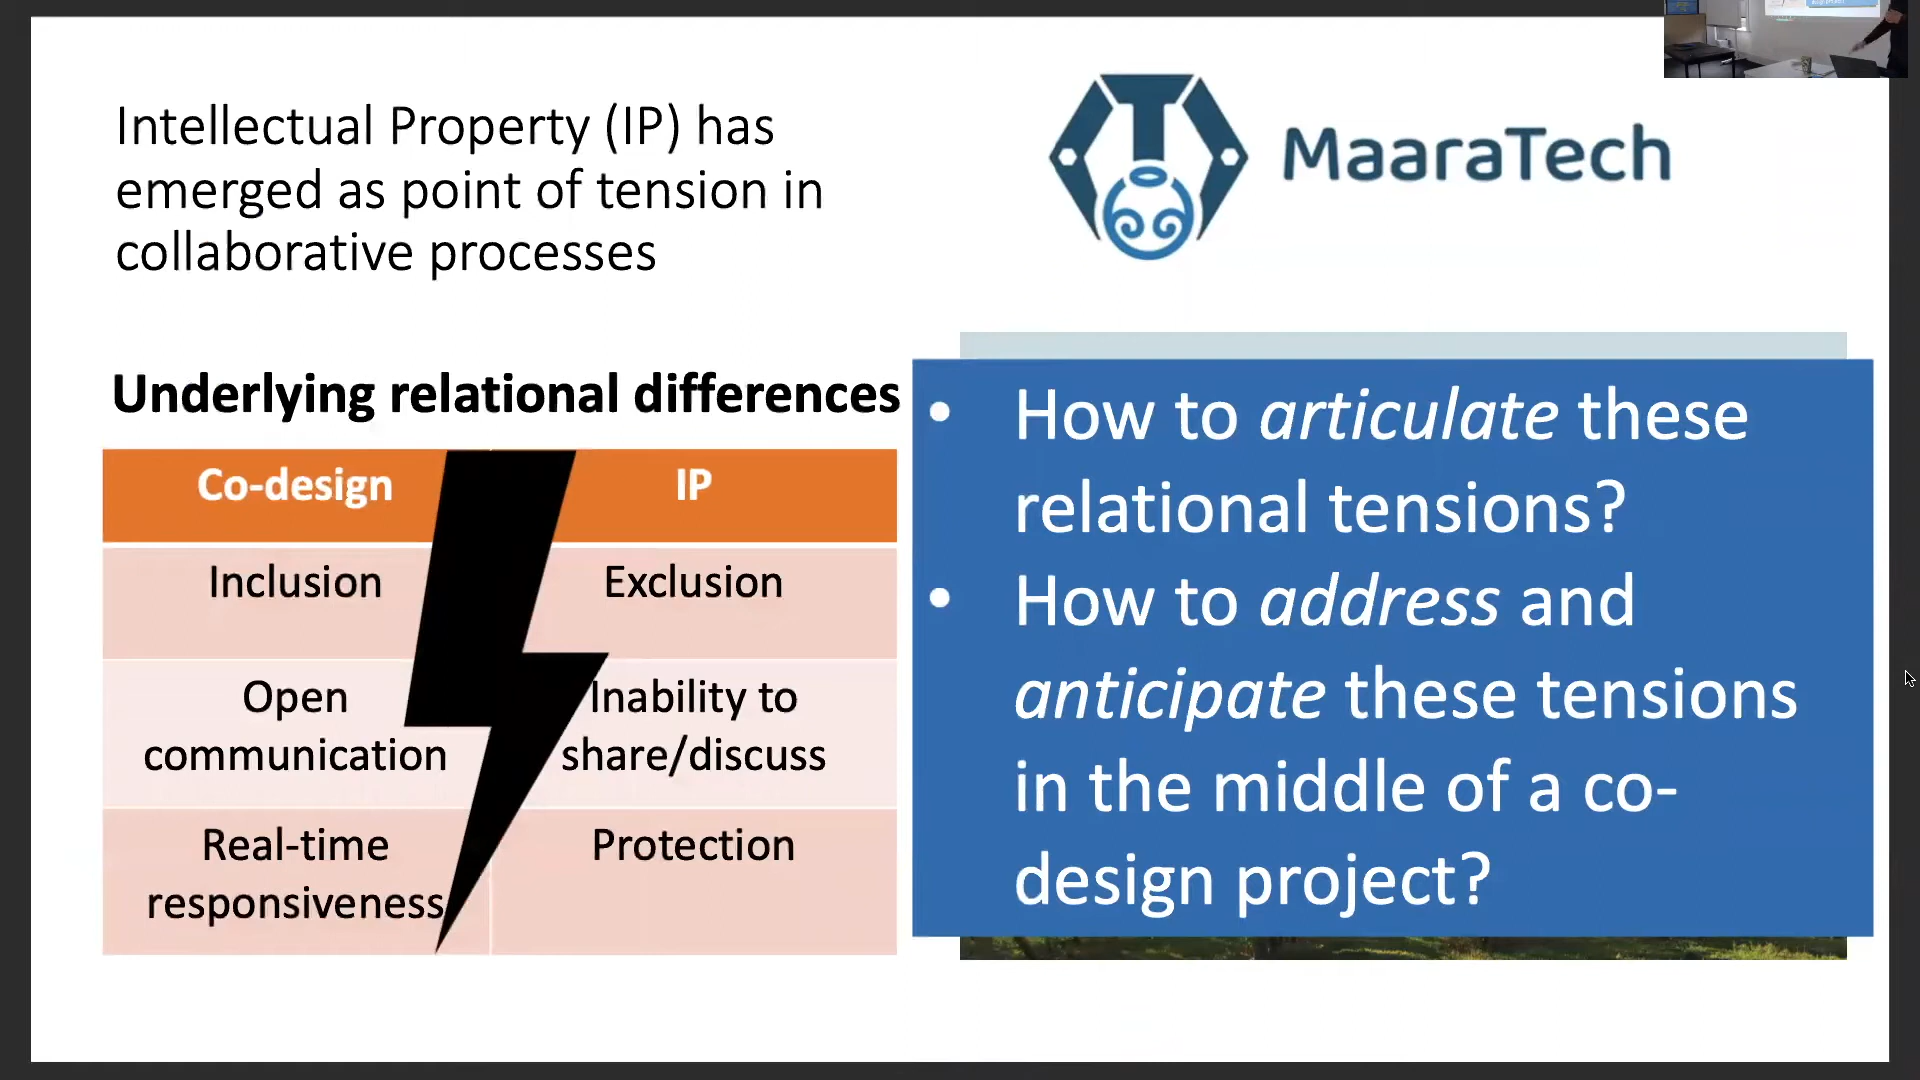 Intellectual Property (IP) has
emerged as point of tension in
collaborative processes
MaaraTech
Underlying relational differences
Co-design
IP
Inclusion
Exclusion
Open
communication
Inability to
share/discuss
Real-time
responsiveness
Protection
• How to articulate these
relational tensions?
• How to address and
anticipate these tensions
in the middle of a co-
design project?